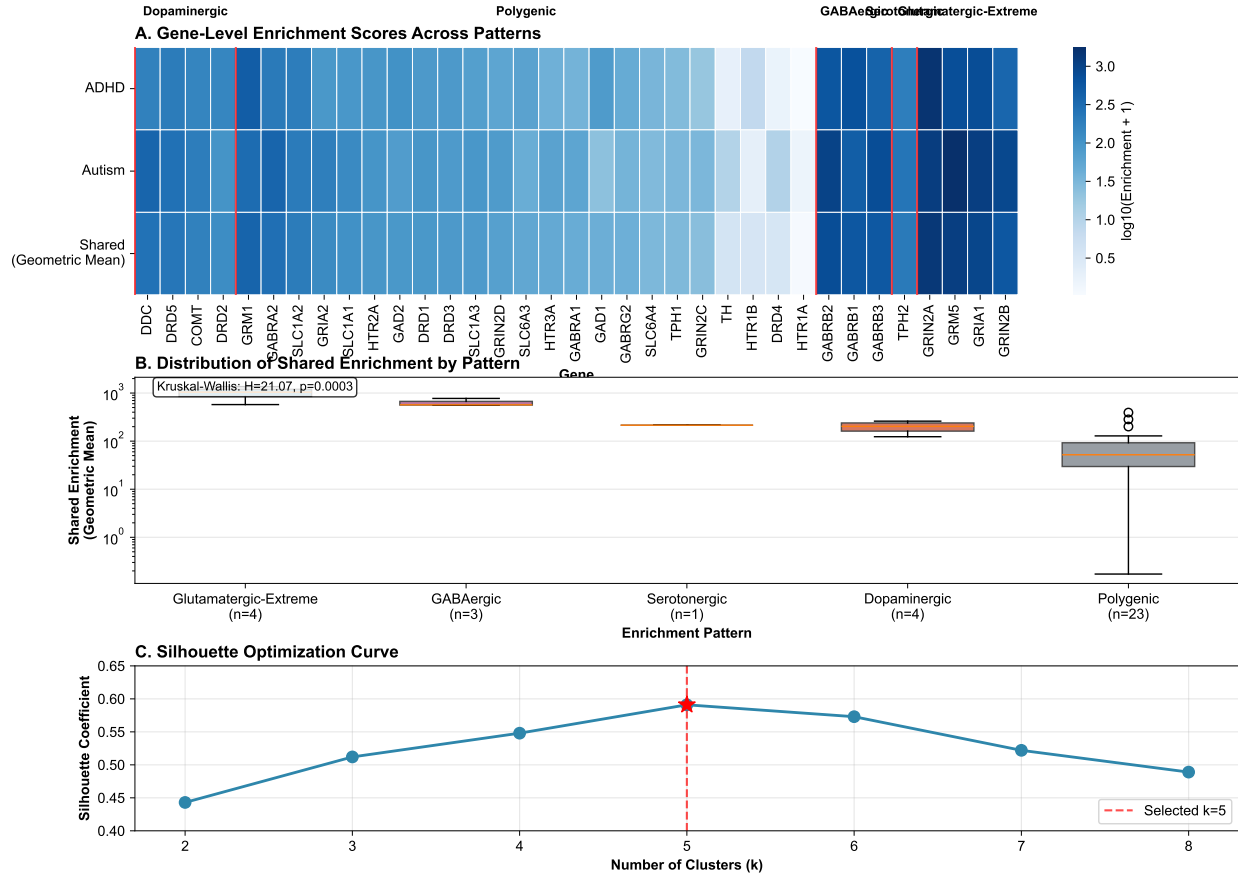 Dopaminergic
Polygenic
GABAergic
Serotonergic
Glutamatergic-Extreme
A. Gene-Level Enrichment Scores Across Patterns
ADHD
Autism
Shared
(Geometric Mean)
3.0
2.5
2.0
1.5
1.0
0.5
log10(Enrichment + 1)
DDC
DRD5
COMT
DRD2
GRM1
GABRA2
SLC1A2
GRIA2
SLC1A1
HTR2A
GAD2
DRD1
DRD3
SLC1A3
GRIN2D
SLC6A3
HTR3A
GABRA1
GAD1
GABRG2
SLC6A4
TPH1
GRIN2C
TH
HTR1B
DRD4
HTR1A
GABRB2
GABRB1
GABRB3
TPH2
GRIN2A
GRM5
GRIA1
GRIN2B
Gene
B. Distribution of Shared Enrichment by Pattern
Kruskal-Wallis: H=21.07, p=0.0003
10³
10²
10¹
10⁰
Shared Enrichment
(Geometric Mean)
Glutamatergic-Extreme
(n=4)
GABAergic
(n=3)
Serotonergic
(n=1)
Dopaminergic
(n=4)
Polygenic
(n=23)
Enrichment Pattern
C. Silhouette Optimization Curve
0.65
0.60
0.55
0.50
0.45
0.40
Silhouette Coefficient
Selected k=5
2
3
4
5
6
7
8
Number of Clusters (k)